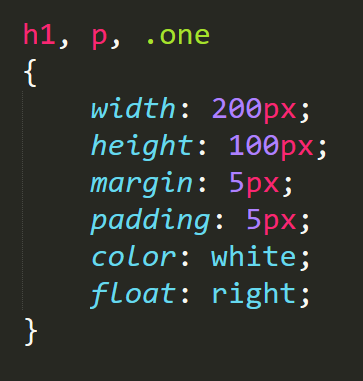 h1, p, .one
{
width: 200px;
height: 100px;
margin: 5px;
padding: 5px;
color: white;
float: right;
}